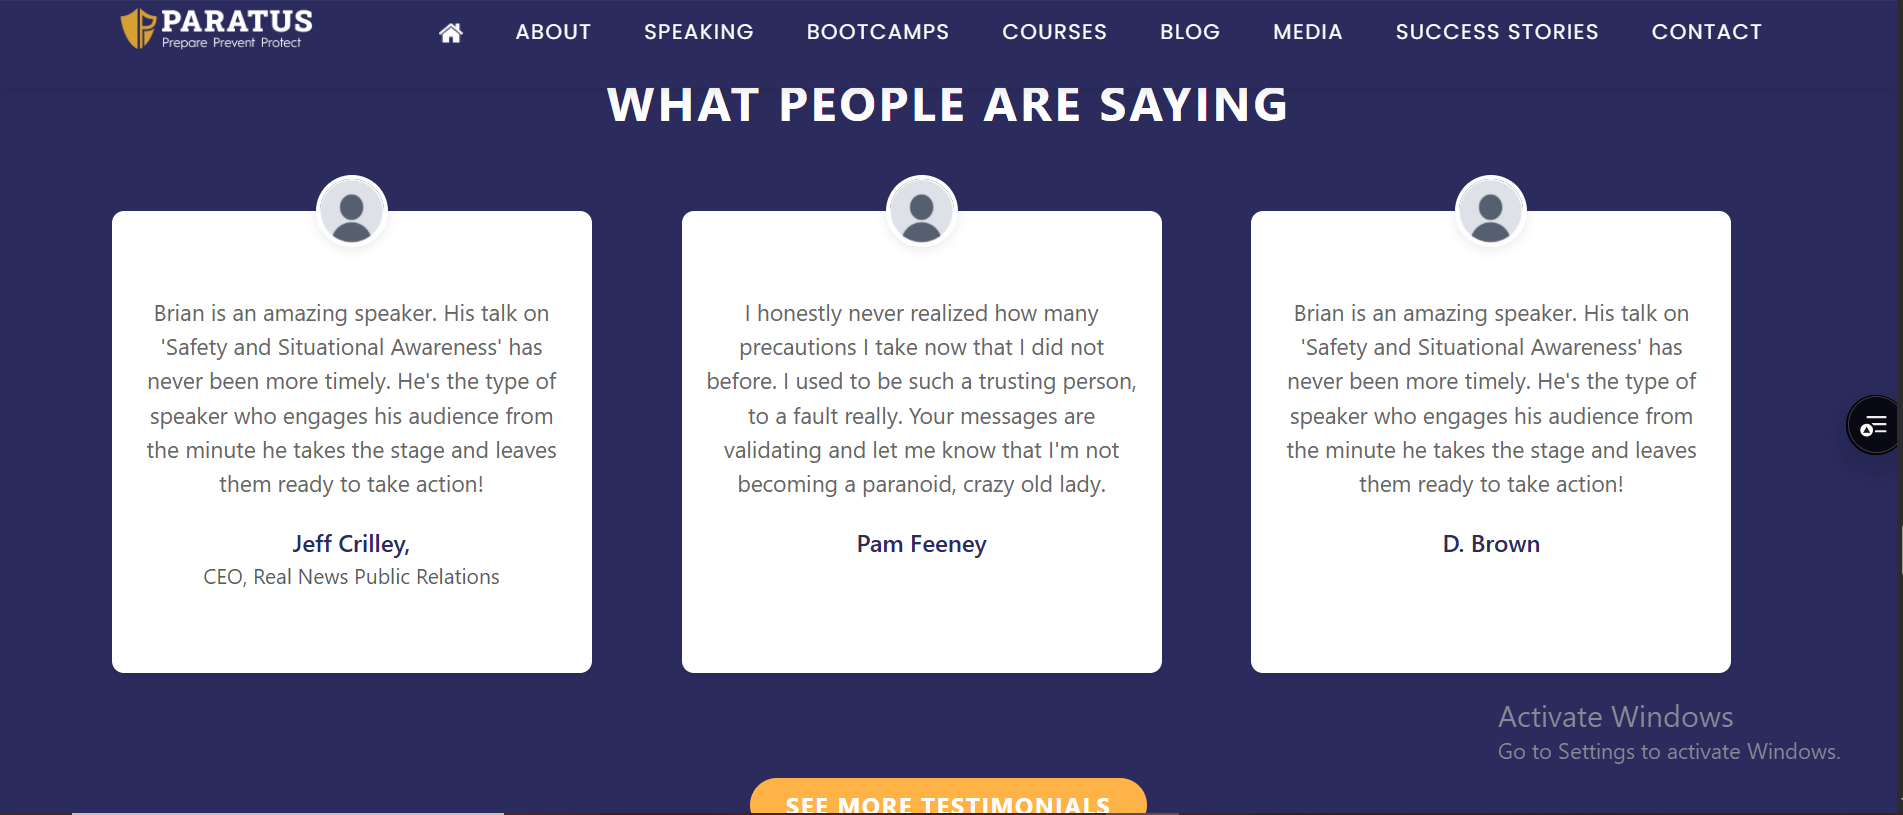 PARATUS
Prepare Prevent Protect
ABOUT SPEAKING BOOTCAMPS COURSES BLOG MEDIA SUCCESS STORIES CONTACT
WHAT PEOPLE ARE SAYING
Brian is an amazing speaker. His talk on
'Safety and Situational Awareness' has
never been more timely. He's the type of
speaker who engages his audience from
the minute he takes the stage and leaves
them ready to take action!
Jeff Crilley,
CEO, Real News Public Relations
I honestly never realized how many
precautions I take now that I did not
before. I used to be such a trusting person,
to a fault really. Your messages are
validating and let me know that I'm not
becoming a paranoid, crazy old lady.
Pam Feeney
Brian is an amazing speaker. His talk on
'Safety and Situational Awareness' has
never been more timely. He's the type of
speaker who engages his audience from
the minute he takes the stage and leaves
them ready to take action!
D. Brown
Activate Windows
Go to Settings to activate Windows.
SEE MORE TESTIMONIALS